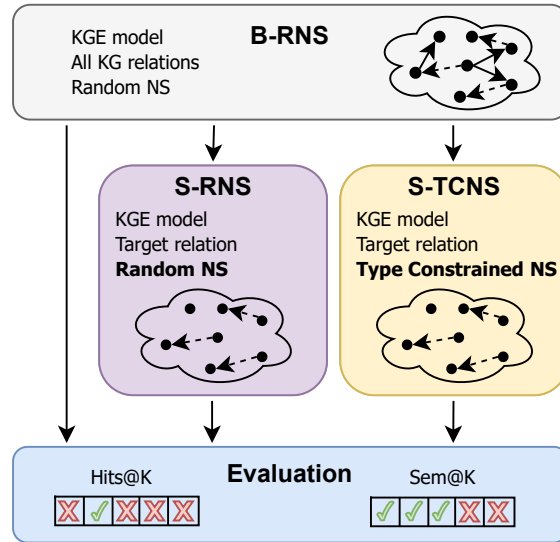 B-RNS
KGE model
All KG relations
Random NS
S-RNS
KGE model
Target relation
Random NS
S-TCNS
KGE model
Target relation
Type Constrained NS
Evaluation
Hits@K
Sem@K